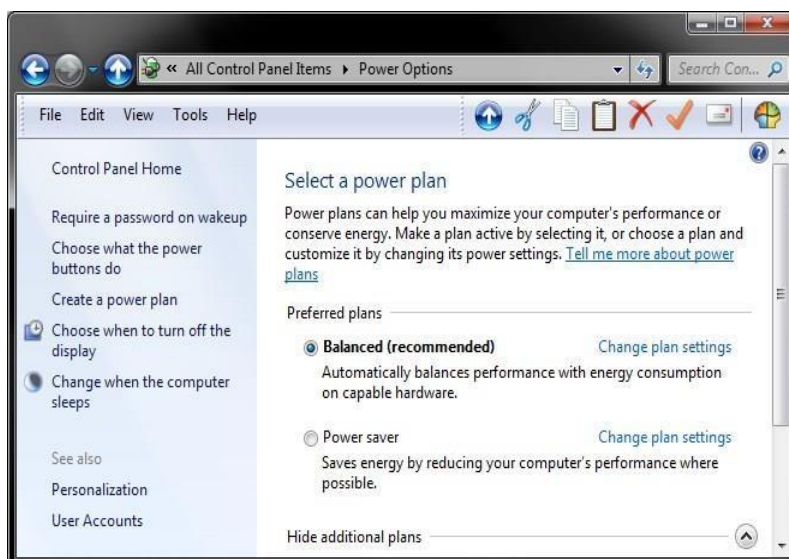 « All Control Panel Items ▸ Power Options
Search Con...
File Edit View Tools Help
Control Panel Home
Require a password on wakeup
Choose what the power
buttons do
Create a power plan
Choose when to turn off the
display
Change when the computer
sleeps
See also
Personalization
User Accounts
Select a power plan
Power plans can help you maximize your computer's performance or
conserve energy. Make a plan active by selecting it, or choose a plan and
customize it by changing its power settings. Tell me more about power
plans
Preferred plans
Balanced (recommended) Change plan settings
Automatically balances performance with energy consumption
on capable hardware.
Power saver Change plan settings
Saves energy by reducing your computer's performance where
possible.
Hide additional plans